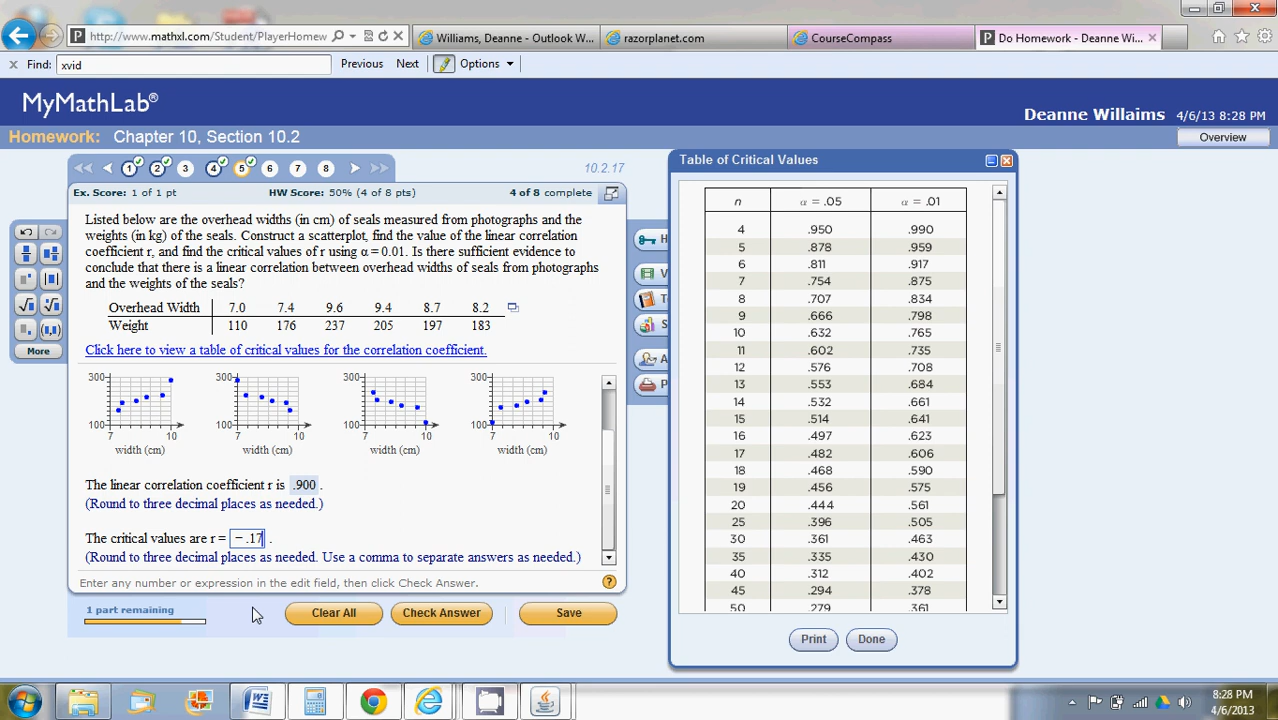 http://www.mathxl.com/Student/PlayerHomew
Williams, Deanne - Outlook W...
razorplanet.com
CourseCompass
Do Homework - Deanne Wi...
Find: xvid
Previous
Next
Options
MyMathLab®
Deanne Willaims 4/6/13 8:28 PM
Homework: Chapter 10, Section 10.2
Overview
1 2 3 4 5 6 7 8
10.2.17
Ex. Score: 1 of 1 pt
HW Score: 50% (4 of 8 pts)
4 of 8 complete
Listed below are the overhead widths (in cm) of seals measured from photographs and the
weights (in kg) of the seals. Construct a scatterplot, find the value of the linear correlation
coefficient r, and find the critical values of r using α = 0.01. Is there sufficient evidence to
conclude that there is a linear correlation between overhead widths of seals from photographs
and the weights of the seals?
Overhead Width 7.0 7.4 9.6 9.4 8.7 8.2
Weight 110 176 237 205 197 183
Click here to view a table of critical values for the correlation coefficient.
More
300 300 300 300
100 100 100 100
7 10 7 10 7 10 7 10
width (cm) width (cm) width (cm) width (cm)
The linear correlation coefficient r is .900.
(Round to three decimal places as needed.)
The critical values are r = − .17 .
(Round to three decimal places as needed. Use a comma to separate answers as needed.)
Enter any number or expression in the edit field, then click Check Answer.
?
1 part remaining
Clear All
Check Answer
Save
Table of Critical Values
n α = .05 α = .01
4 .950 .990
5 .878 .959
6 .811 .917
7 .754 .875
8 .707 .834
9 .666 .798
10 .632 .765
11 .602 .735
12 .576 .708
13 .553 .684
14 .532 .661
15 .514 .641
16 .497 .623
17 .482 .606
18 .468 .590
19 .456 .575
20 .444 .561
25 .396 .505
30 .361 .463
35 .335 .430
40 .312 .402
45 .294 .378
50 .279 .361
Print
Done
8:28 PM
4/6/2013